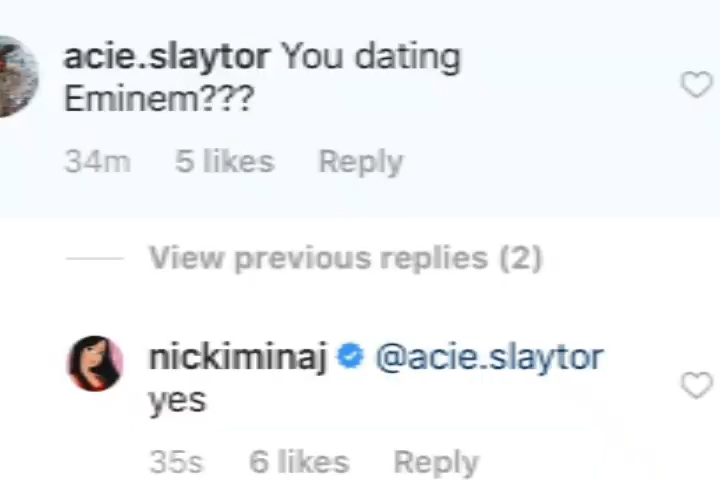 acie.slaytor You dating
Eminem???
34m 5 likes Reply
View previous replies (2)
nickiminaj @acie.slaytor
yes
35s 6 likes Reply